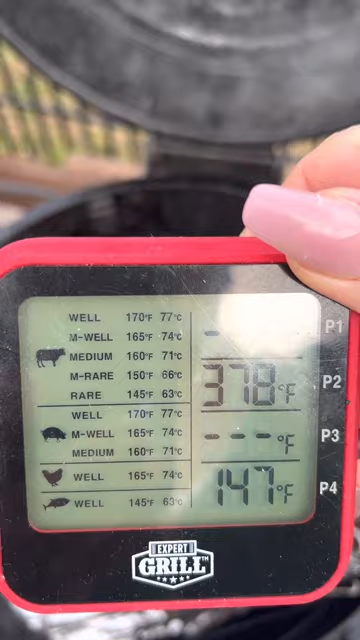 WELL 170°F 77°C
M-WELL 165°F 74°C
MEDIUM 160°F 71°C
M-RARE 150°F 66°C
RARE 145°F 63°C
WELL 170°F 77°C
M-WELL 165°F 74°C
MEDIUM 160°F 71°C
WELL 165°F 74°C
WELL 145°F 63°C
- P1
378°F P2
---°F P3
147°F P4
EXPERT
GRILL™